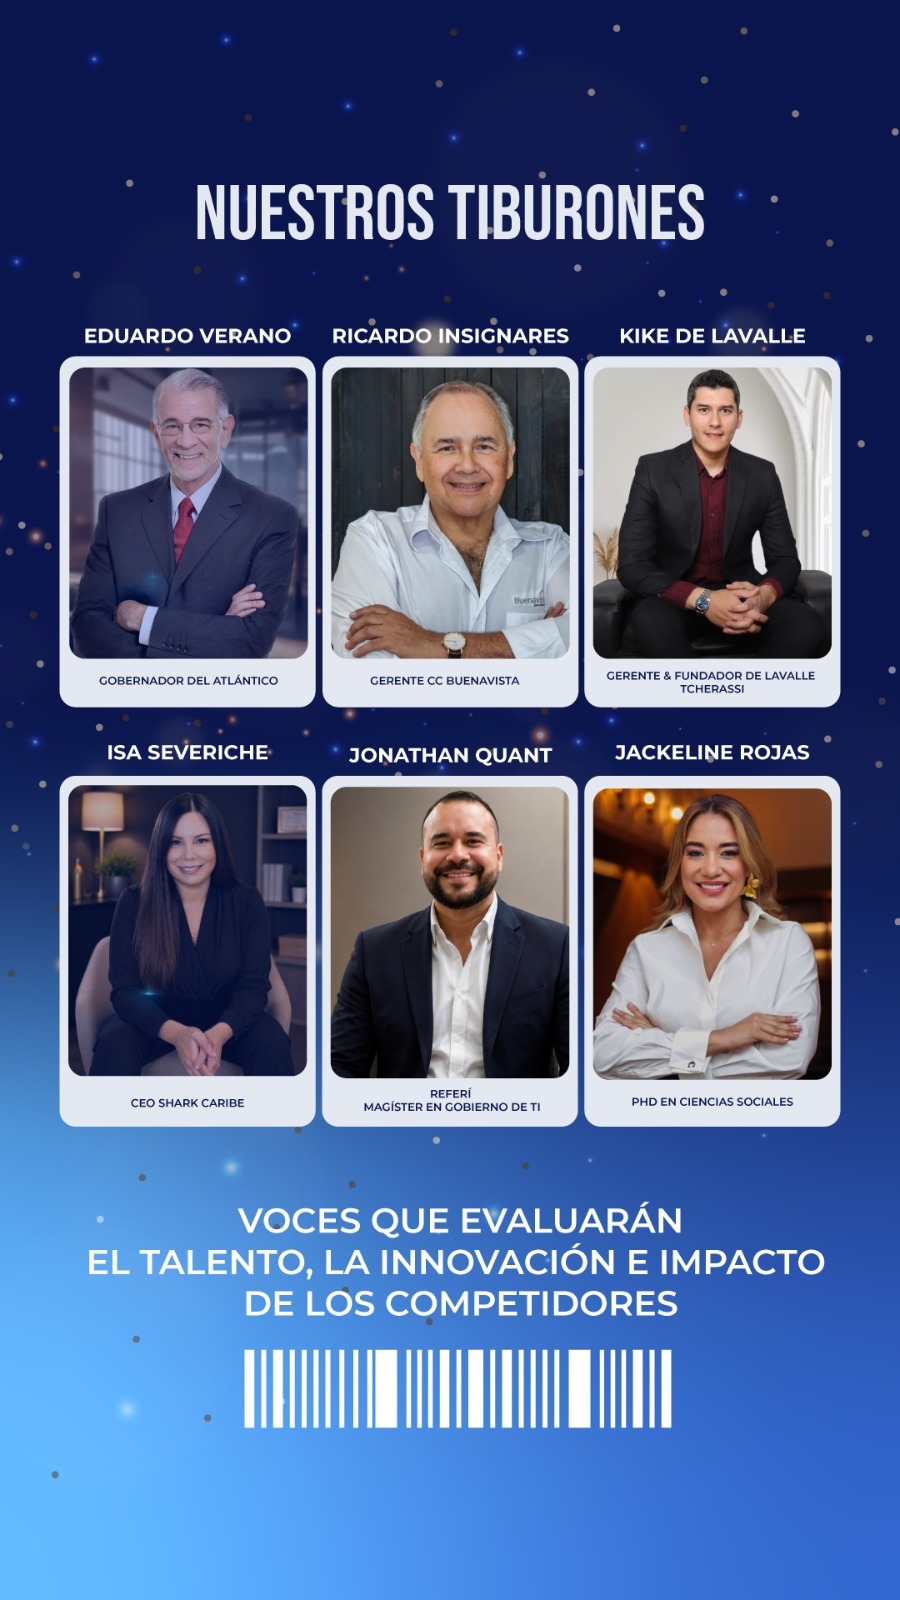 NUESTROS TIBURONES
EDUARDO VERANO
RICARDO INSIGNARES
KIKE DE LAVALLE
GOBERNADOR DEL ATLÁNTICO
GERENTE CC BUENAVISTA
GERENTE & FUNDADOR DE LAVALLE
TCHERASSI
ISA SEVERICHE
JONATHAN QUANT
JACKELINE ROJAS
CEO SHARK CARIBE
REFERÍ
MAGÍSTER EN GOBIERNO DE TI
PHD EN CIENCIAS SOCIALES
VOCES QUE EVALUARÁN
EL TALENTO, LA INNOVACIÓN E IMPACTO
DE LOS COMPETIDORES